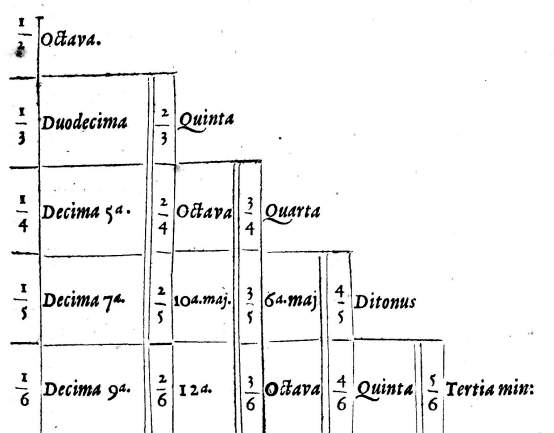 1/2 Octava.
1/3 Duodecima 2/3 Quinta
1/4 Decima 5a. 2/4 Octava 3/4 Quarta
1/5 Decima 7a. 2/5 10a.maj. 3/5 6a.maj 4/5 Ditonus
1/6 Decima 9a. 2/6 12a. 3/6 Octava 4/6 Quinta 5/6 Tertia min: